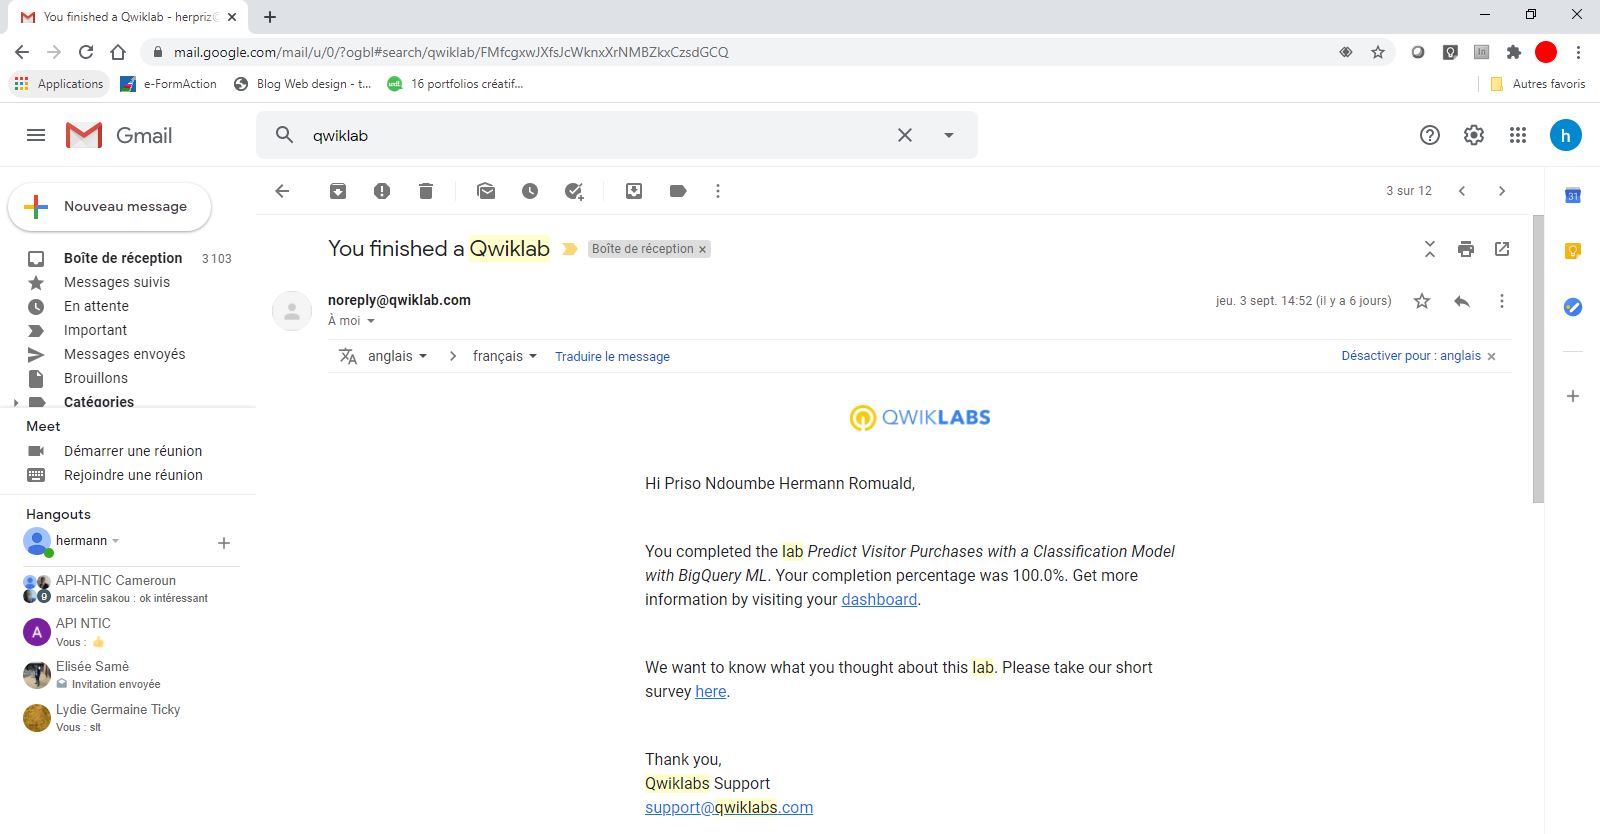 You finished a Qwiklab - herpriz@
mail.google.com/mail/u/0/?ogbl#search/qwiklab/FMfcgxwJXfsJcWknxXrNMBZkxCzsdGCQ
Applications e-FormAction Blog Web design - t... 16 portfolios créatif... Autres favoris
Gmail qwiklab h
3 sur 12 31
Nouveau message
You finished a Qwiklab Boîte de réception ×
Boîte de réception 3 103
Messages suivis
En attente
Important
Messages envoyés
Brouillons
Catégories
Meet
Démarrer une réunion
Rejoindre une réunion
Hangouts
hermann
API-NTIC Cameroun
9 marcelin sakou : ok intéressant
A API NTIC
Vous : 👍
Elisée Samè
Invitation envoyée
Lydie Germaine Ticky
Vous : slt
noreply@qwiklab.com jeu. 3 sept. 14:52 (il y a 6 jours)
À moi
anglais > français Traduire le message Désactiver pour : anglais ×
QWIKLABS
Hi Priso Ndoumbe Hermann Romuald,
You completed the lab Predict Visitor Purchases with a Classification Model
with BigQuery ML. Your completion percentage was 100.0%. Get more
information by visiting your dashboard.
We want to know what you thought about this lab. Please take our short
survey here.
Thank you,
Qwiklabs Support
support@qwiklabs.com